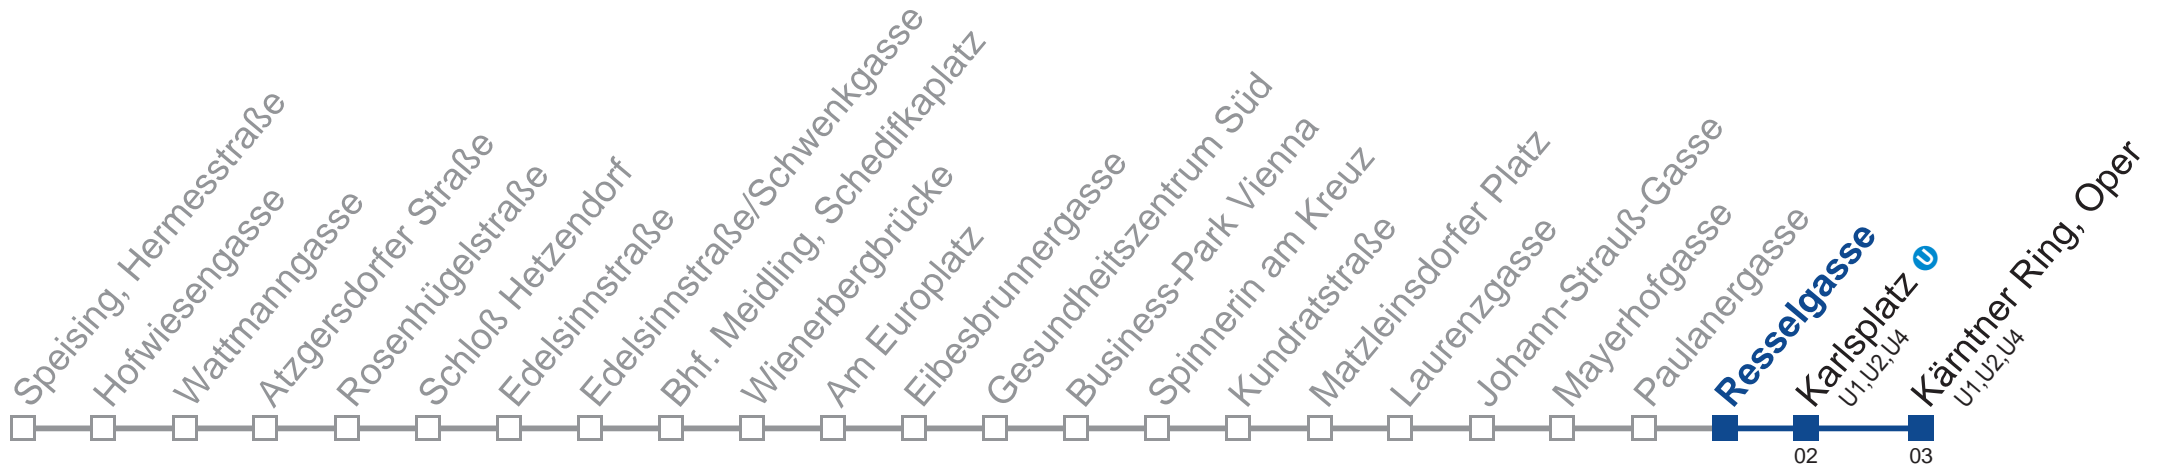 Speising, Hermesstraße
Hofwiesengasse
Wattmanngasse
Atzgersdorfer Straße
Rosenhügelstraße
Schloß Hetzendorf
Edelsinnstraße
Edelsinnstraße/Schwenkgasse
Bhf. Meidling, Schedifkaplatz
Wienerbergbrücke
Am Europlatz
Eibesbrunnergasse
Gesundheitszentrum Süd
Business-Park Vienna
Spinnerin am Kreuz
Kundratstraße
Matzleinsdorfer Platz
Laurenzgasse
Johann-Strauß-Gasse
Mayerhofgasse
Paulanergasse
Resselgasse
Karlsplatz U
U1,U2,U4
Kärntner Ring, Oper
U1,U2,U4
02
03